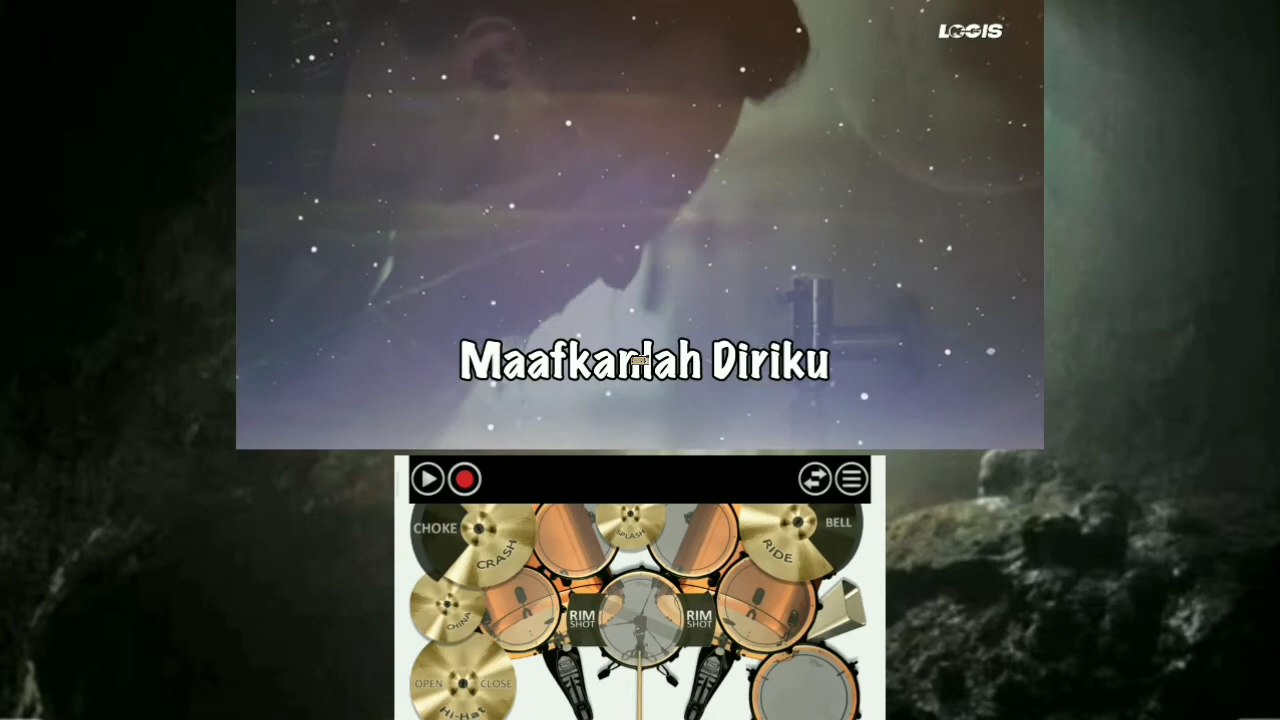 LOGIS
Maafkanlah Diriku
CHOKE
CRASH
SPLASH
RIDE
BELL
CHINA
RIM
SHOT
RIM
SHOT
OPEN
CLOSE
Hi-Hat